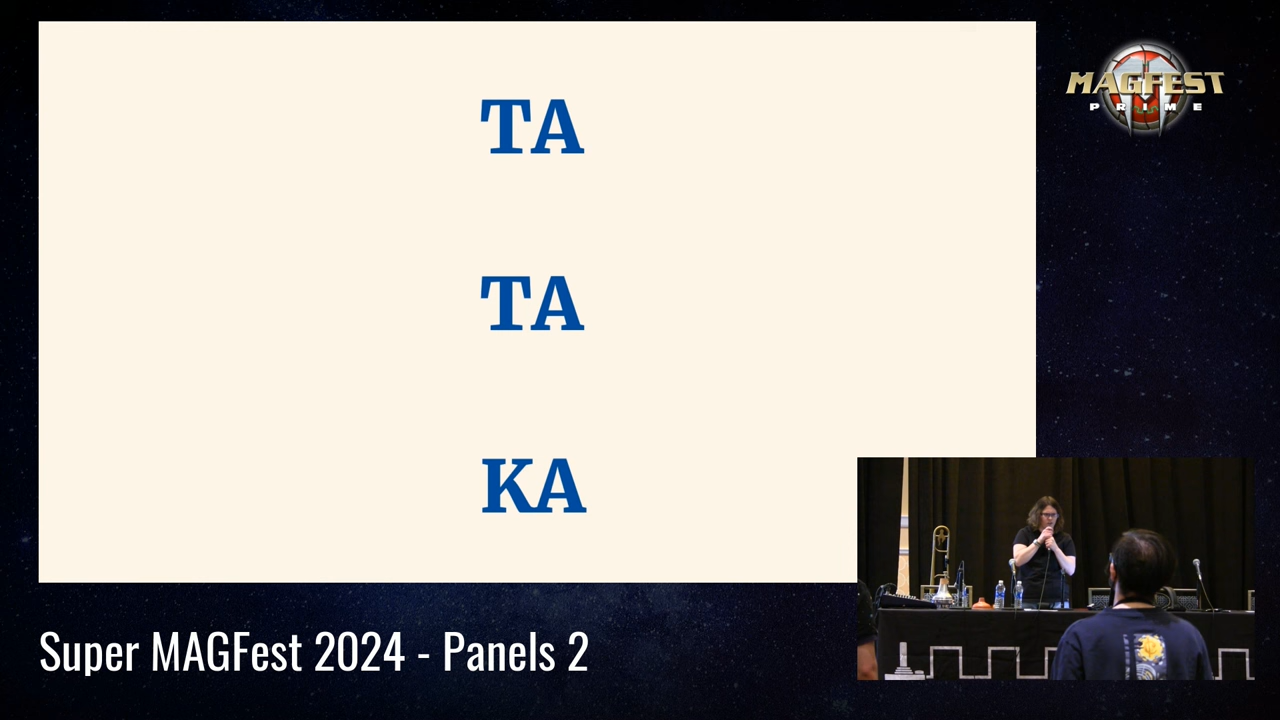 TA
TA
KA
MAGFEST
PRIME
Super MAGFest 2024 - Panels 2